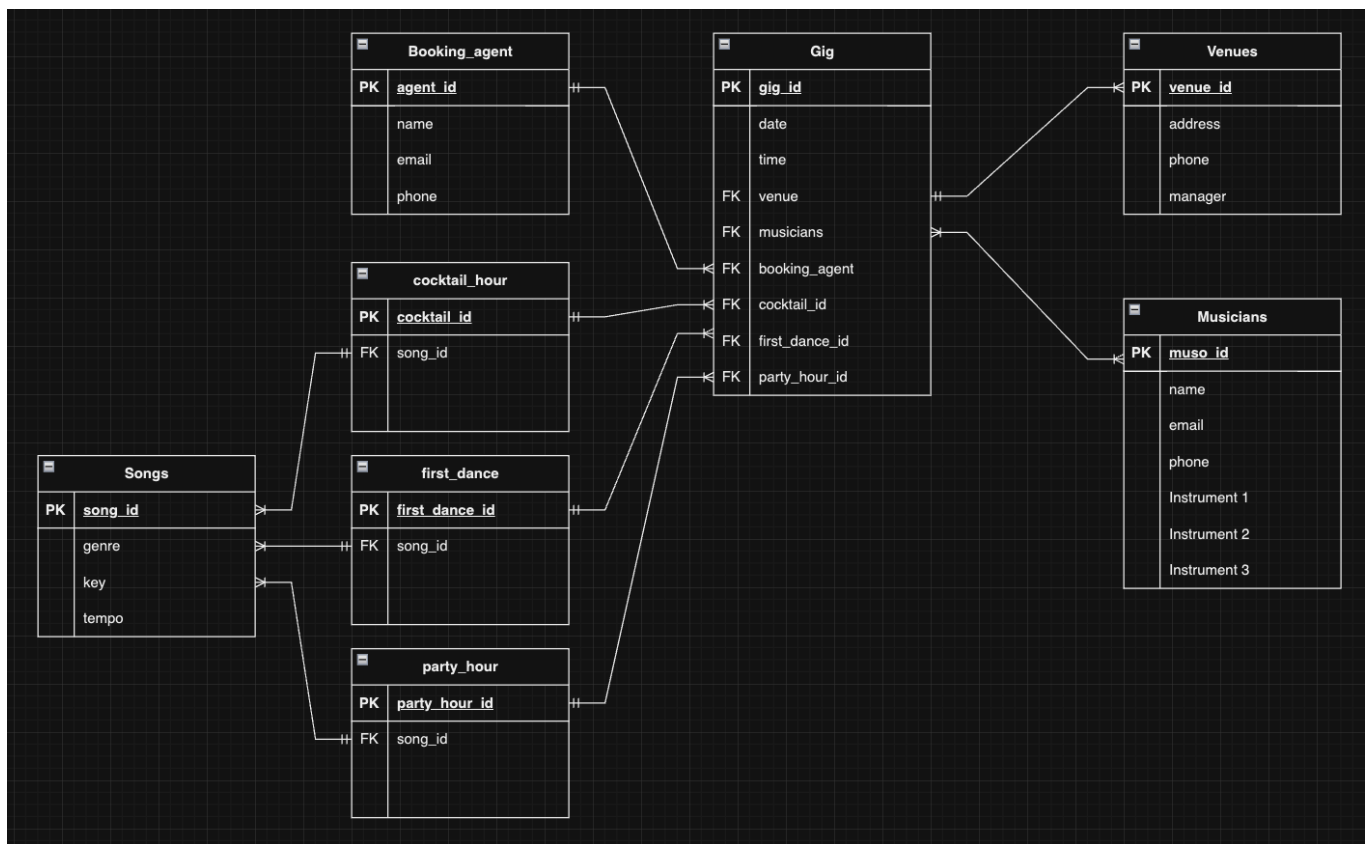 Booking_agent
PK agent_id
name
email
phone
Gig
PK gig_id
date
time
FK venue
FK musicians
FK booking_agent
FK cocktail_id
FK first_dance_id
FK party_hour_id
Venues
PK venue_id
address
phone
manager
cocktail_hour
PK cocktail_id
FK song_id
Musicians
PK muso_id
name
email
phone
Instrument 1
Instrument 2
Instrument 3
Songs
PK song_id
genre
key
tempo
first_dance
PK first_dance_id
FK song_id
party_hour
PK party_hour_id
FK song_id